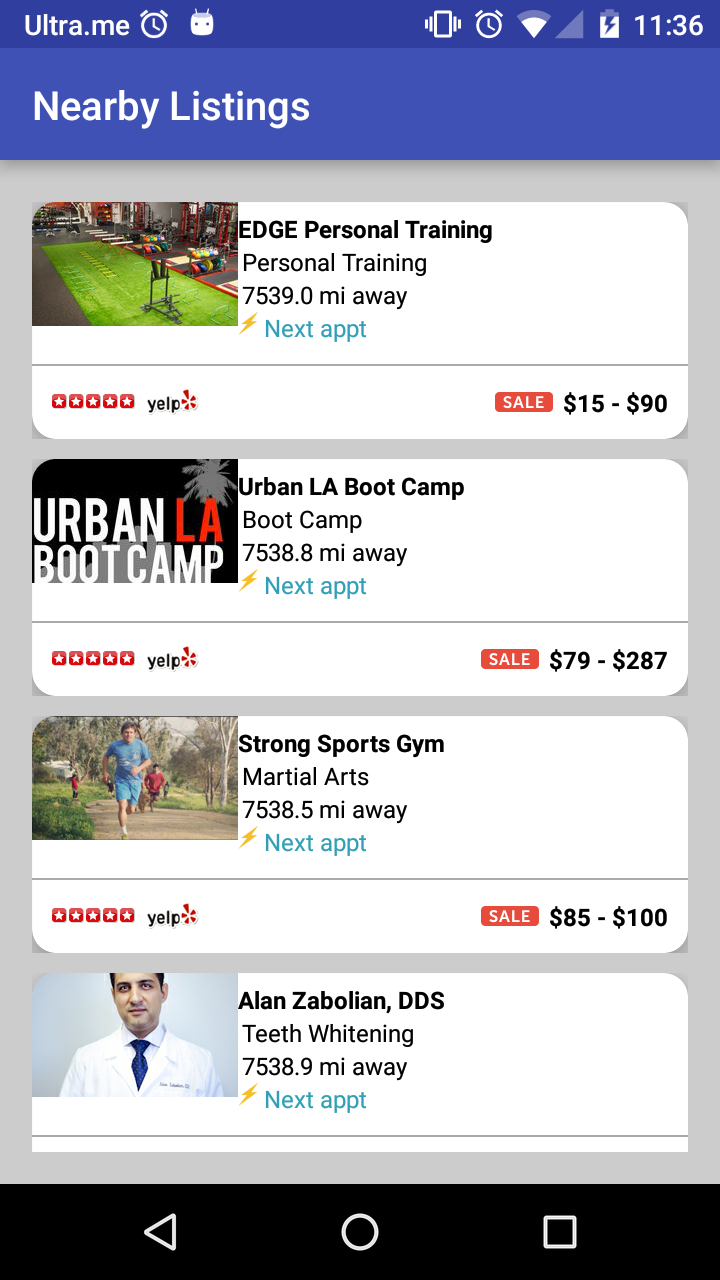 Ultra.me 11:36
Nearby Listings
EDGE Personal Training
Personal Training
7539.0 mi away
Next appt
yelp SALE $15 - $90
URBAN LA
BOOT CAMP
Urban LA Boot Camp
Boot Camp
7538.8 mi away
Next appt
yelp SALE $79 - $287
Strong Sports Gym
Martial Arts
7538.5 mi away
Next appt
yelp SALE $85 - $100
Alan Zabolian, DDS
Teeth Whitening
7538.9 mi away
Next appt